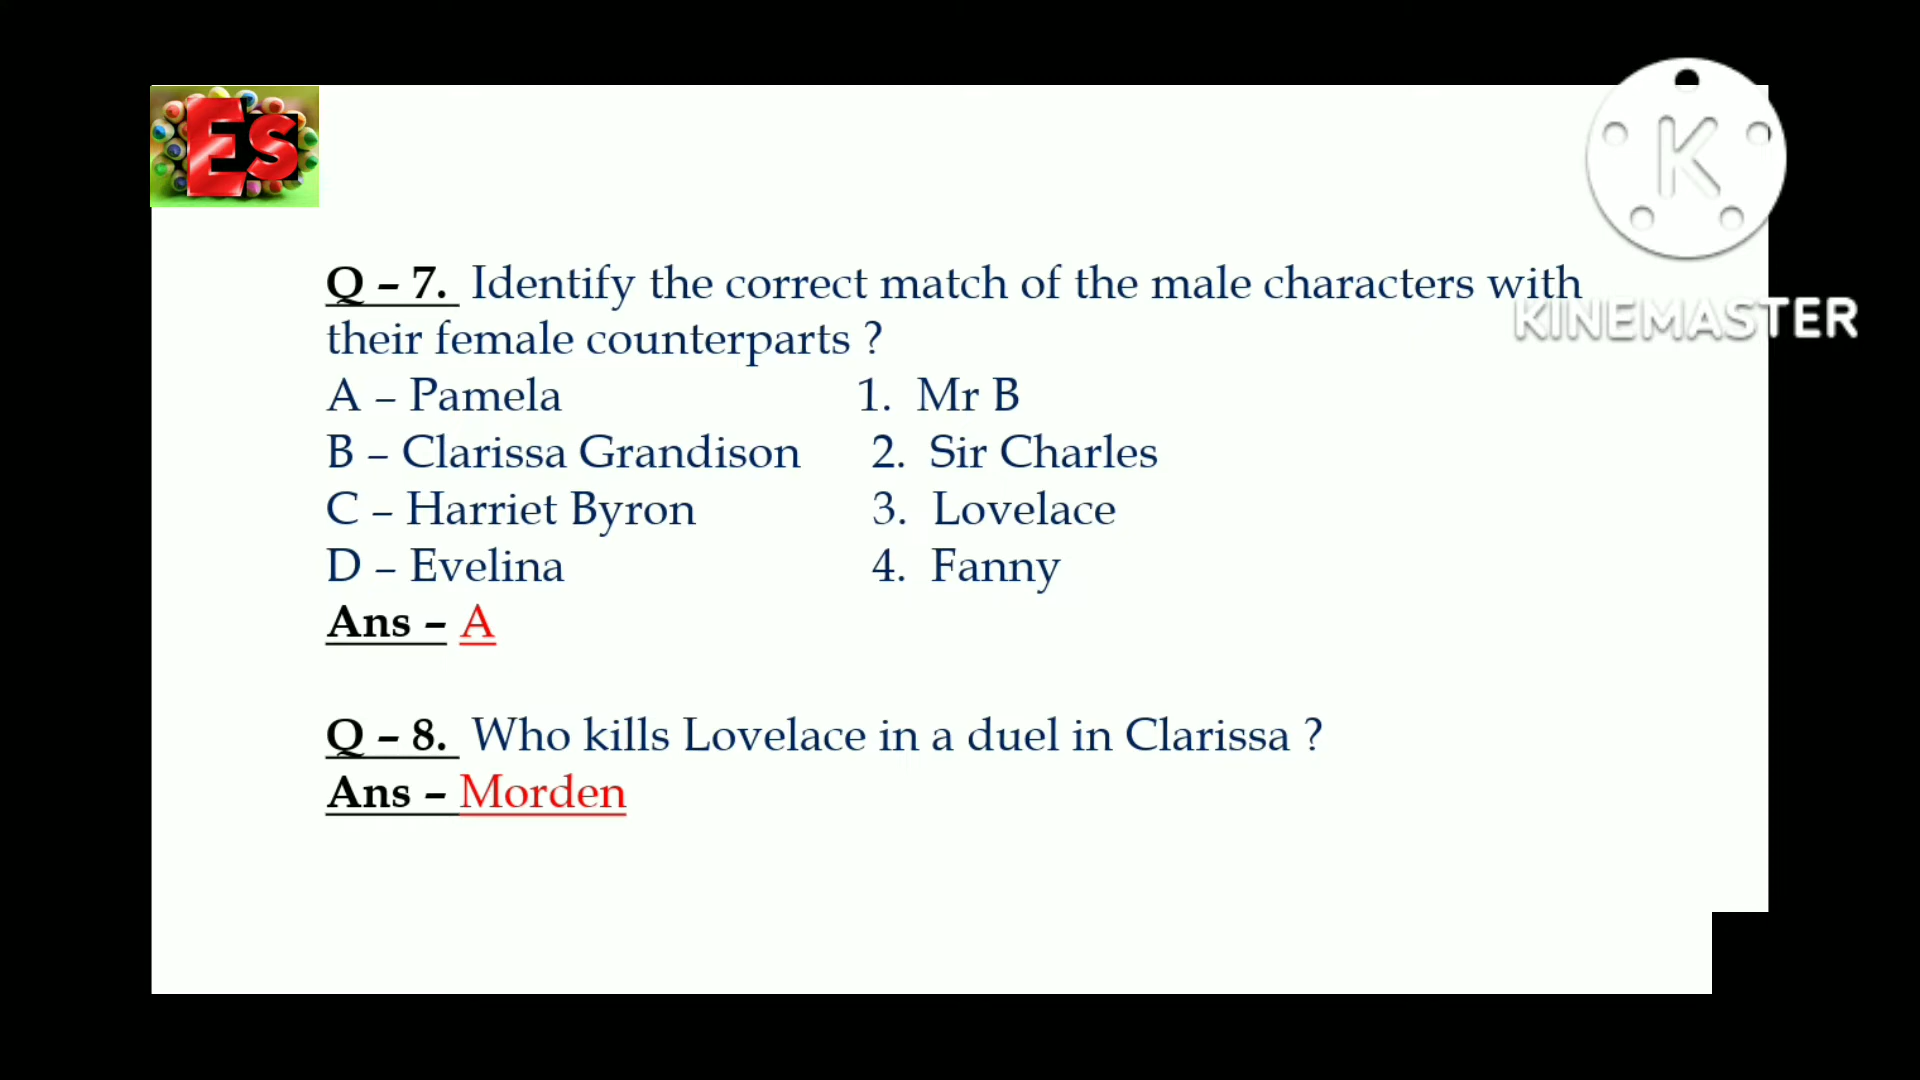 Es
K
KINEMASTER
Q – 7. Identify the correct match of the male characters with
their female counterparts ?
A – Pamela 1. Mr B
B – Clarissa Grandison 2. Sir Charles
C – Harriet Byron 3. Lovelace
D – Evelina 4. Fanny
Ans – A
Q – 8. Who kills Lovelace in a duel in Clarissa ?
Ans – Morden